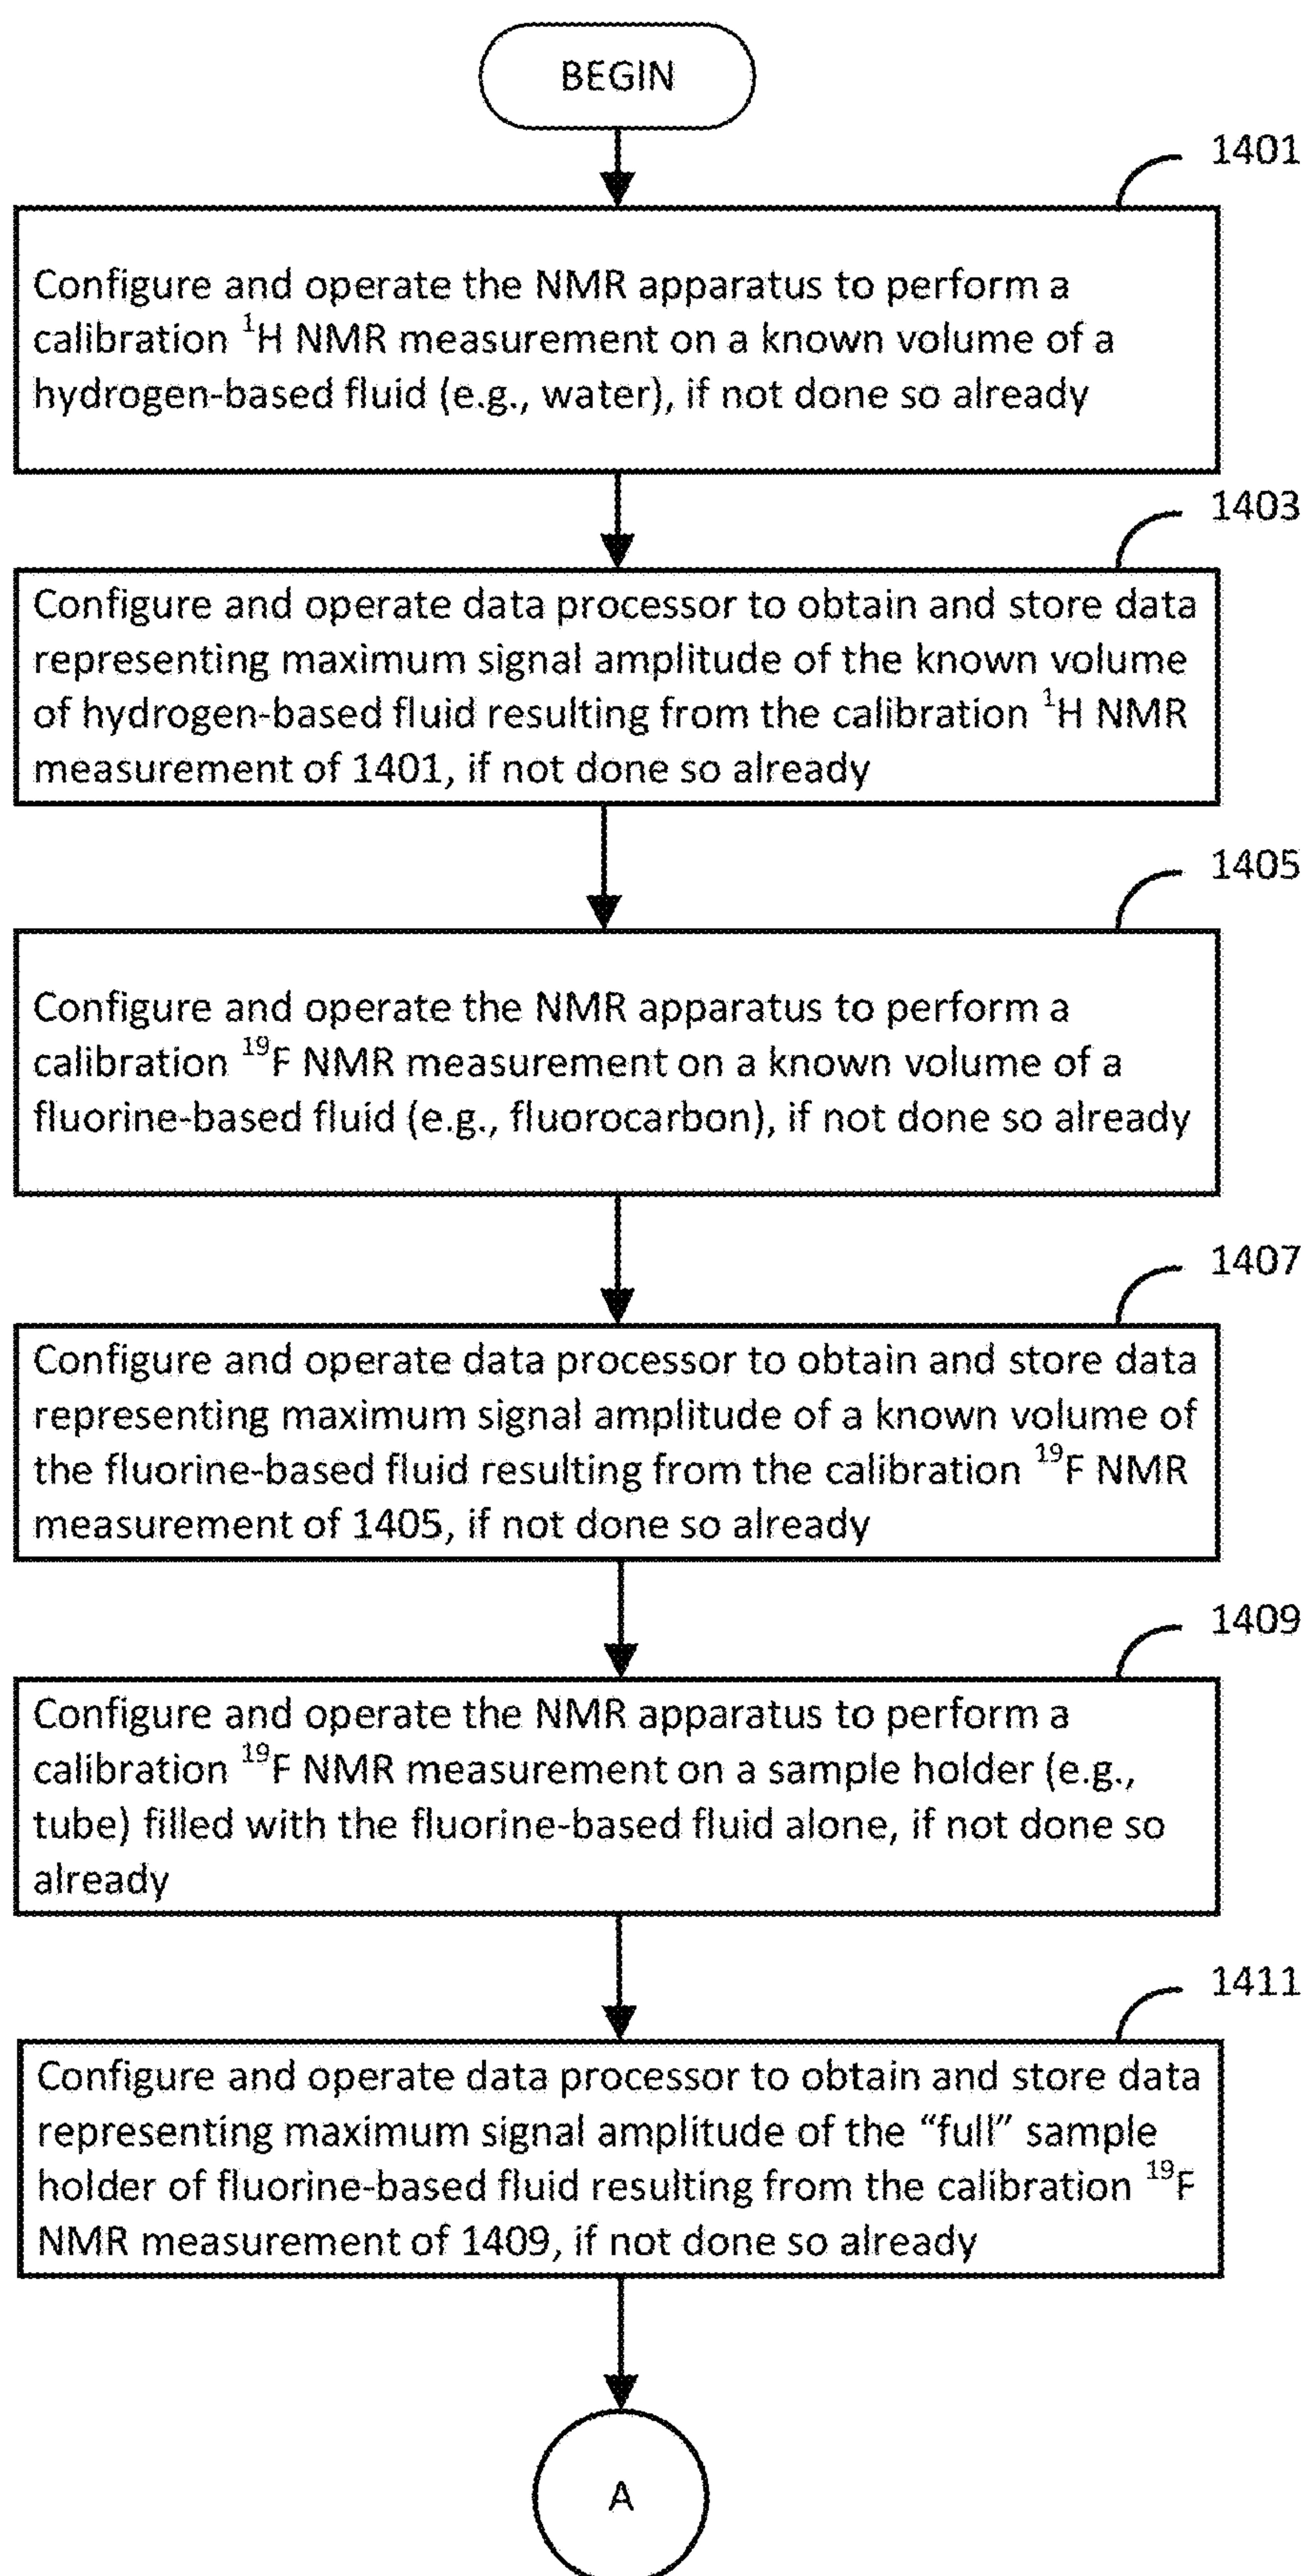 BEGIN
1401
Configure and operate the NMR apparatus to perform a
calibration ¹H NMR measurement on a known volume of a
hydrogen-based fluid (e.g., water), if not done so already
1403
Configure and operate data processor to obtain and store data
representing maximum signal amplitude of the known volume
of hydrogen-based fluid resulting from the calibration ¹H NMR
measurement of 1401, if not done so already
1405
Configure and operate the NMR apparatus to perform a
calibration ¹⁹F NMR measurement on a known volume of a
fluorine-based fluid (e.g., fluorocarbon), if not done so already
1407
Configure and operate data processor to obtain and store data
representing maximum signal amplitude of a known volume of
the fluorine-based fluid resulting from the calibration ¹⁹F NMR
measurement of 1405, if not done so already
1409
Configure and operate the NMR apparatus to perform a
calibration ¹⁹F NMR measurement on a sample holder (e.g.,
tube) filled with the fluorine-based fluid alone, if not done so
already
1411
Configure and operate data processor to obtain and store data
representing maximum signal amplitude of the “full” sample
holder of fluorine-based fluid resulting from the calibration ¹⁹F
NMR measurement of 1409, if not done so already
A